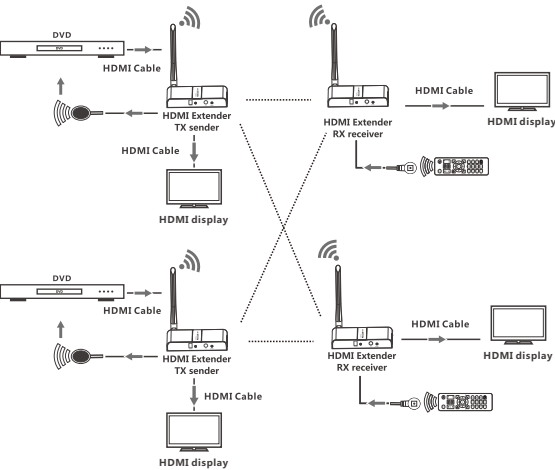 DVD
DVD
HDMI Cable
HDMI Extender
TX sender
HDMI Cable
HDMI display
HDMI Extender
RX receiver
HDMI Cable
HDMI display
DVD
DVD
HDMI Cable
HDMI Extender
TX sender
HDMI Cable
HDMI display
HDMI Extender
RX receiver
HDMI Cable
HDMI display